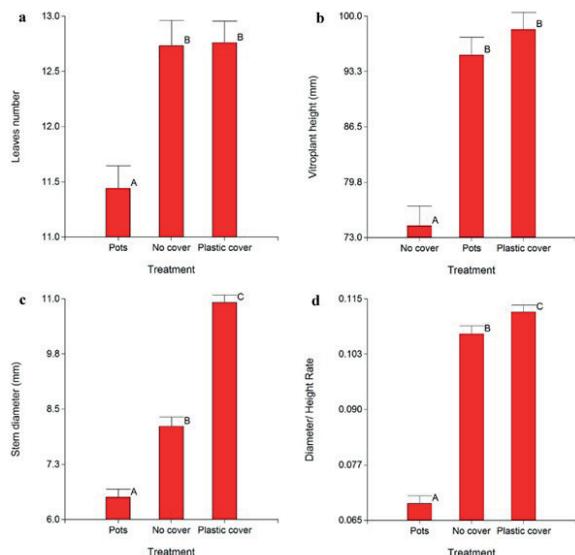 a
Leaves number
13.0
12.5
12.0
11.5
11.0
A
B
B
Pots No cover Plastic cover
Treatment
b
Vitroplant height (mm)
100.0
93.3
86.5
79.8
73.0
A
B
B
No cover Pots Plastic cover
Treatment
c
Stem diameter (mm)
11.0
9.8
8.5
7.3
6.0
A
B
C
Pots No cover Plastic cover
Treatment
d
Diameter/ Height Rate
0.115
0.103
0.090
0.077
0.065
A
B
C
Pots No cover Plastic cover
Treatment